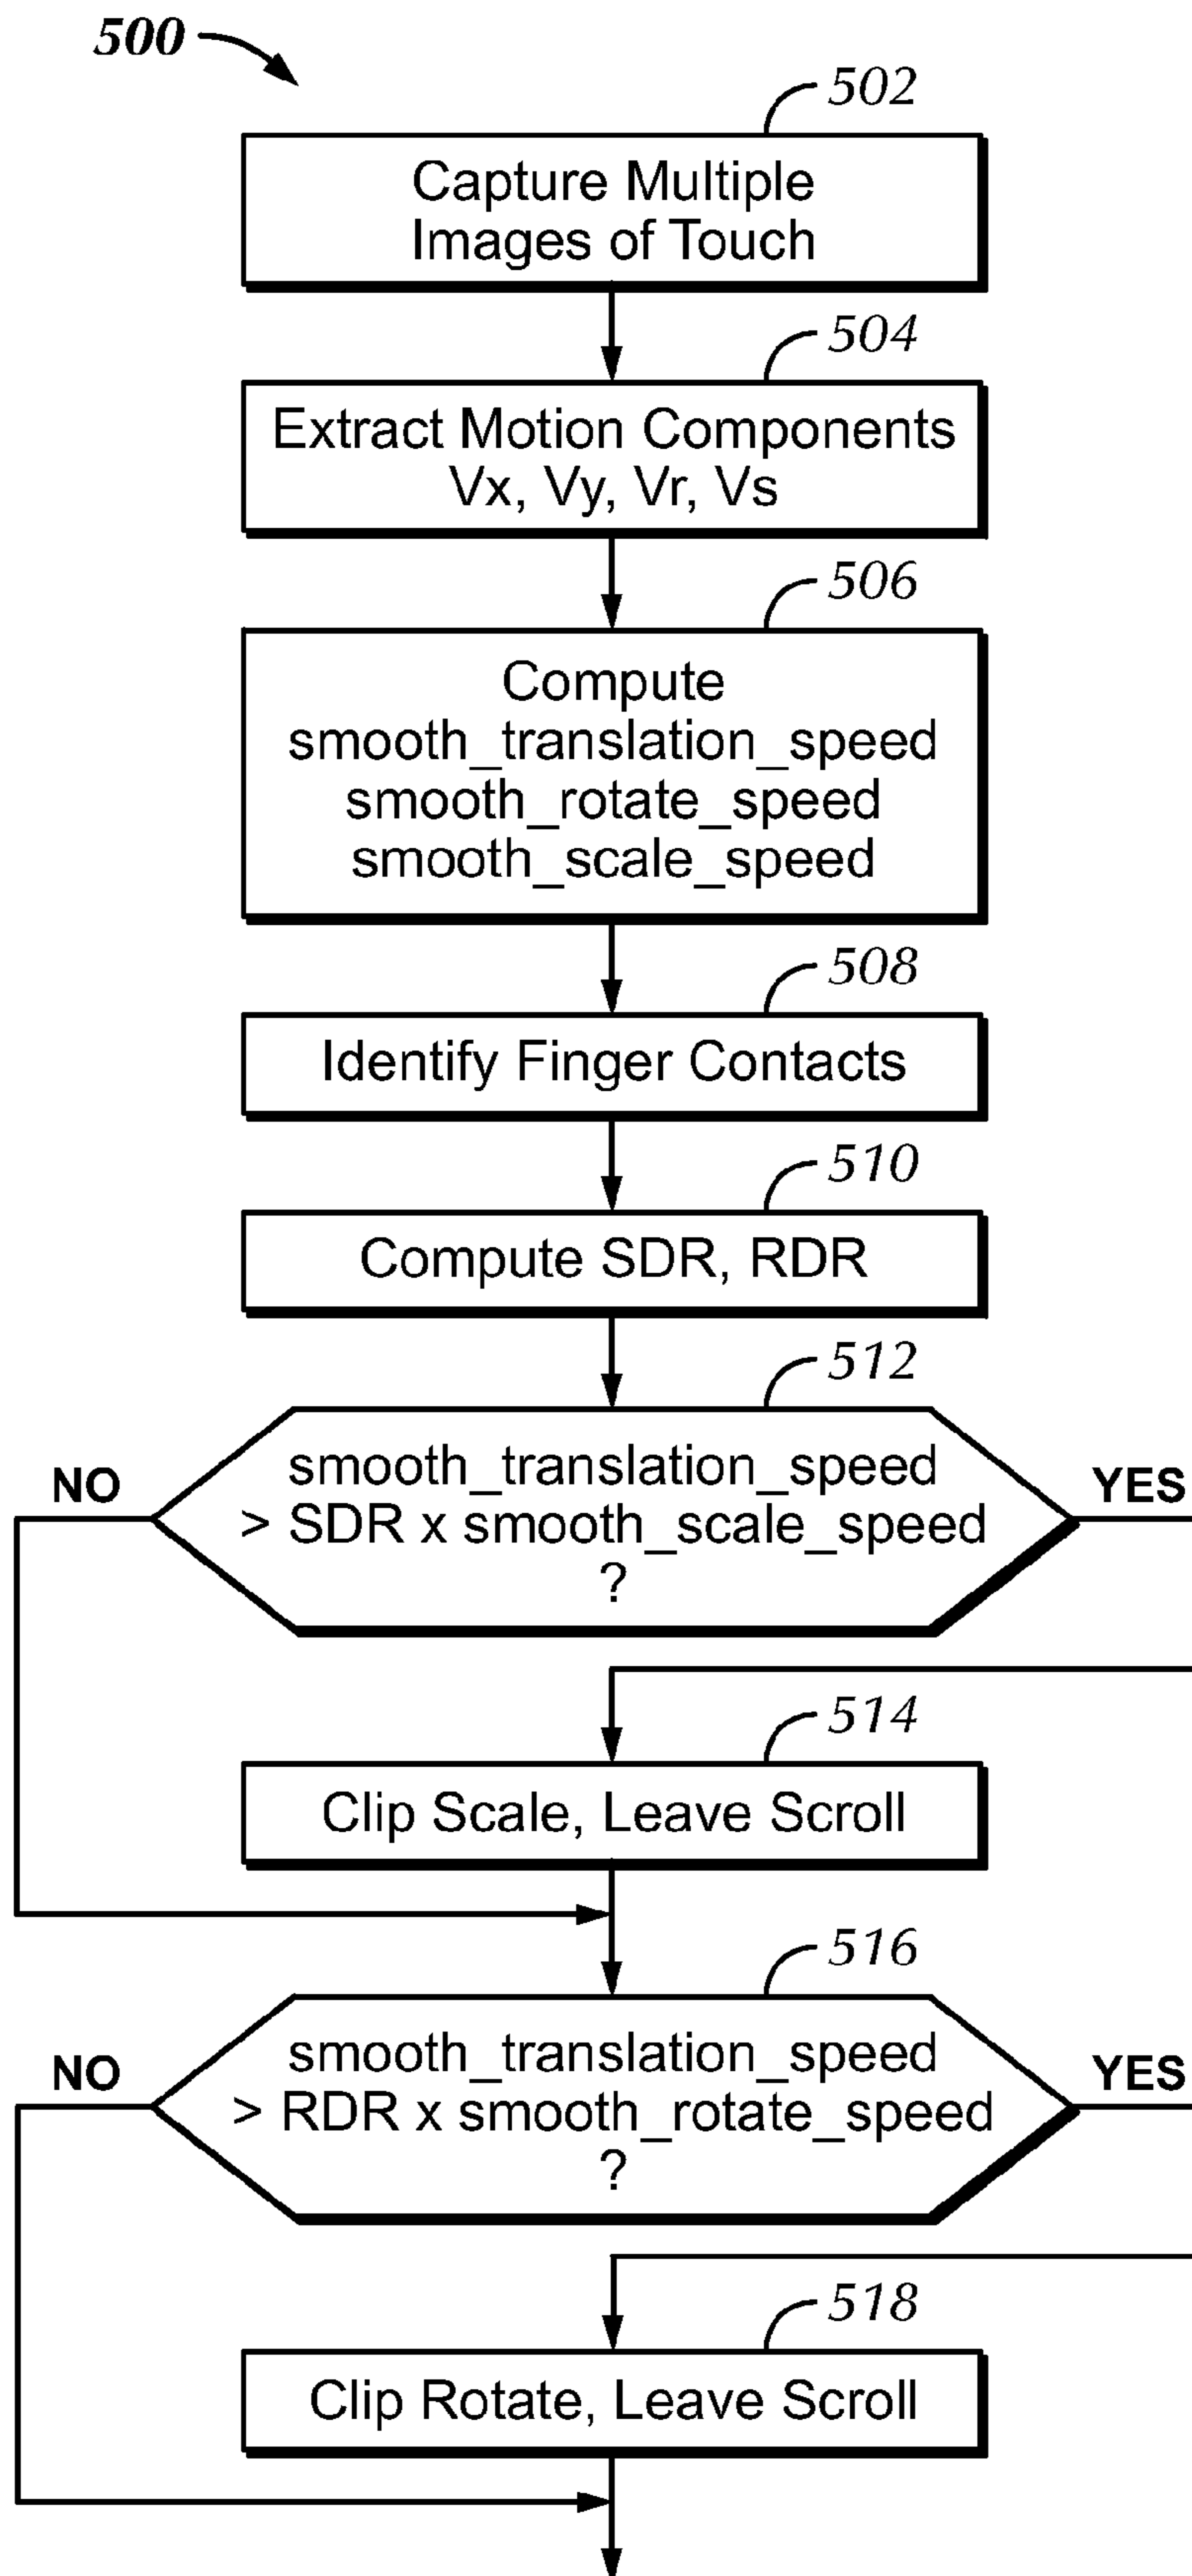 500
502
Capture Multiple
Images of Touch
504
Extract Motion Components
Vx, Vy, Vr, Vs
506
Compute
smooth_translation_speed
smooth_rotate_speed
smooth_scale_speed
508
Identify Finger Contacts
510
Compute SDR, RDR
512
NO
smooth_translation_speed
> SDR x smooth_scale_speed
?
YES
514
Clip Scale, Leave Scroll
516
NO
smooth_translation_speed
> RDR x smooth_rotate_speed
?
YES
518
Clip Rotate, Leave Scroll